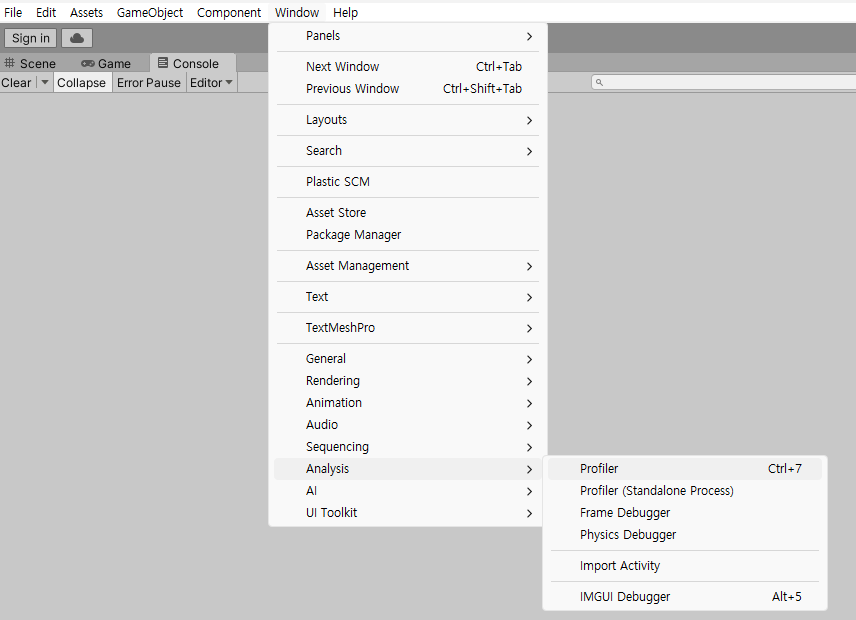 File Edit Assets GameObject Component Window Help
Sign in
Scene Game Console
Clear Collapse Error Pause Editor
Panels
Next Window Ctrl+Tab
Previous Window Ctrl+Shift+Tab
Layouts
Search
Plastic SCM
Asset Store
Package Manager
Asset Management
Text
TextMeshPro
General
Rendering
Animation
Audio
Sequencing
Analysis
AI
UI Toolkit
Profiler Ctrl+7
Profiler (Standalone Process)
Frame Debugger
Physics Debugger
Import Activity
IMGUI Debugger Alt+5